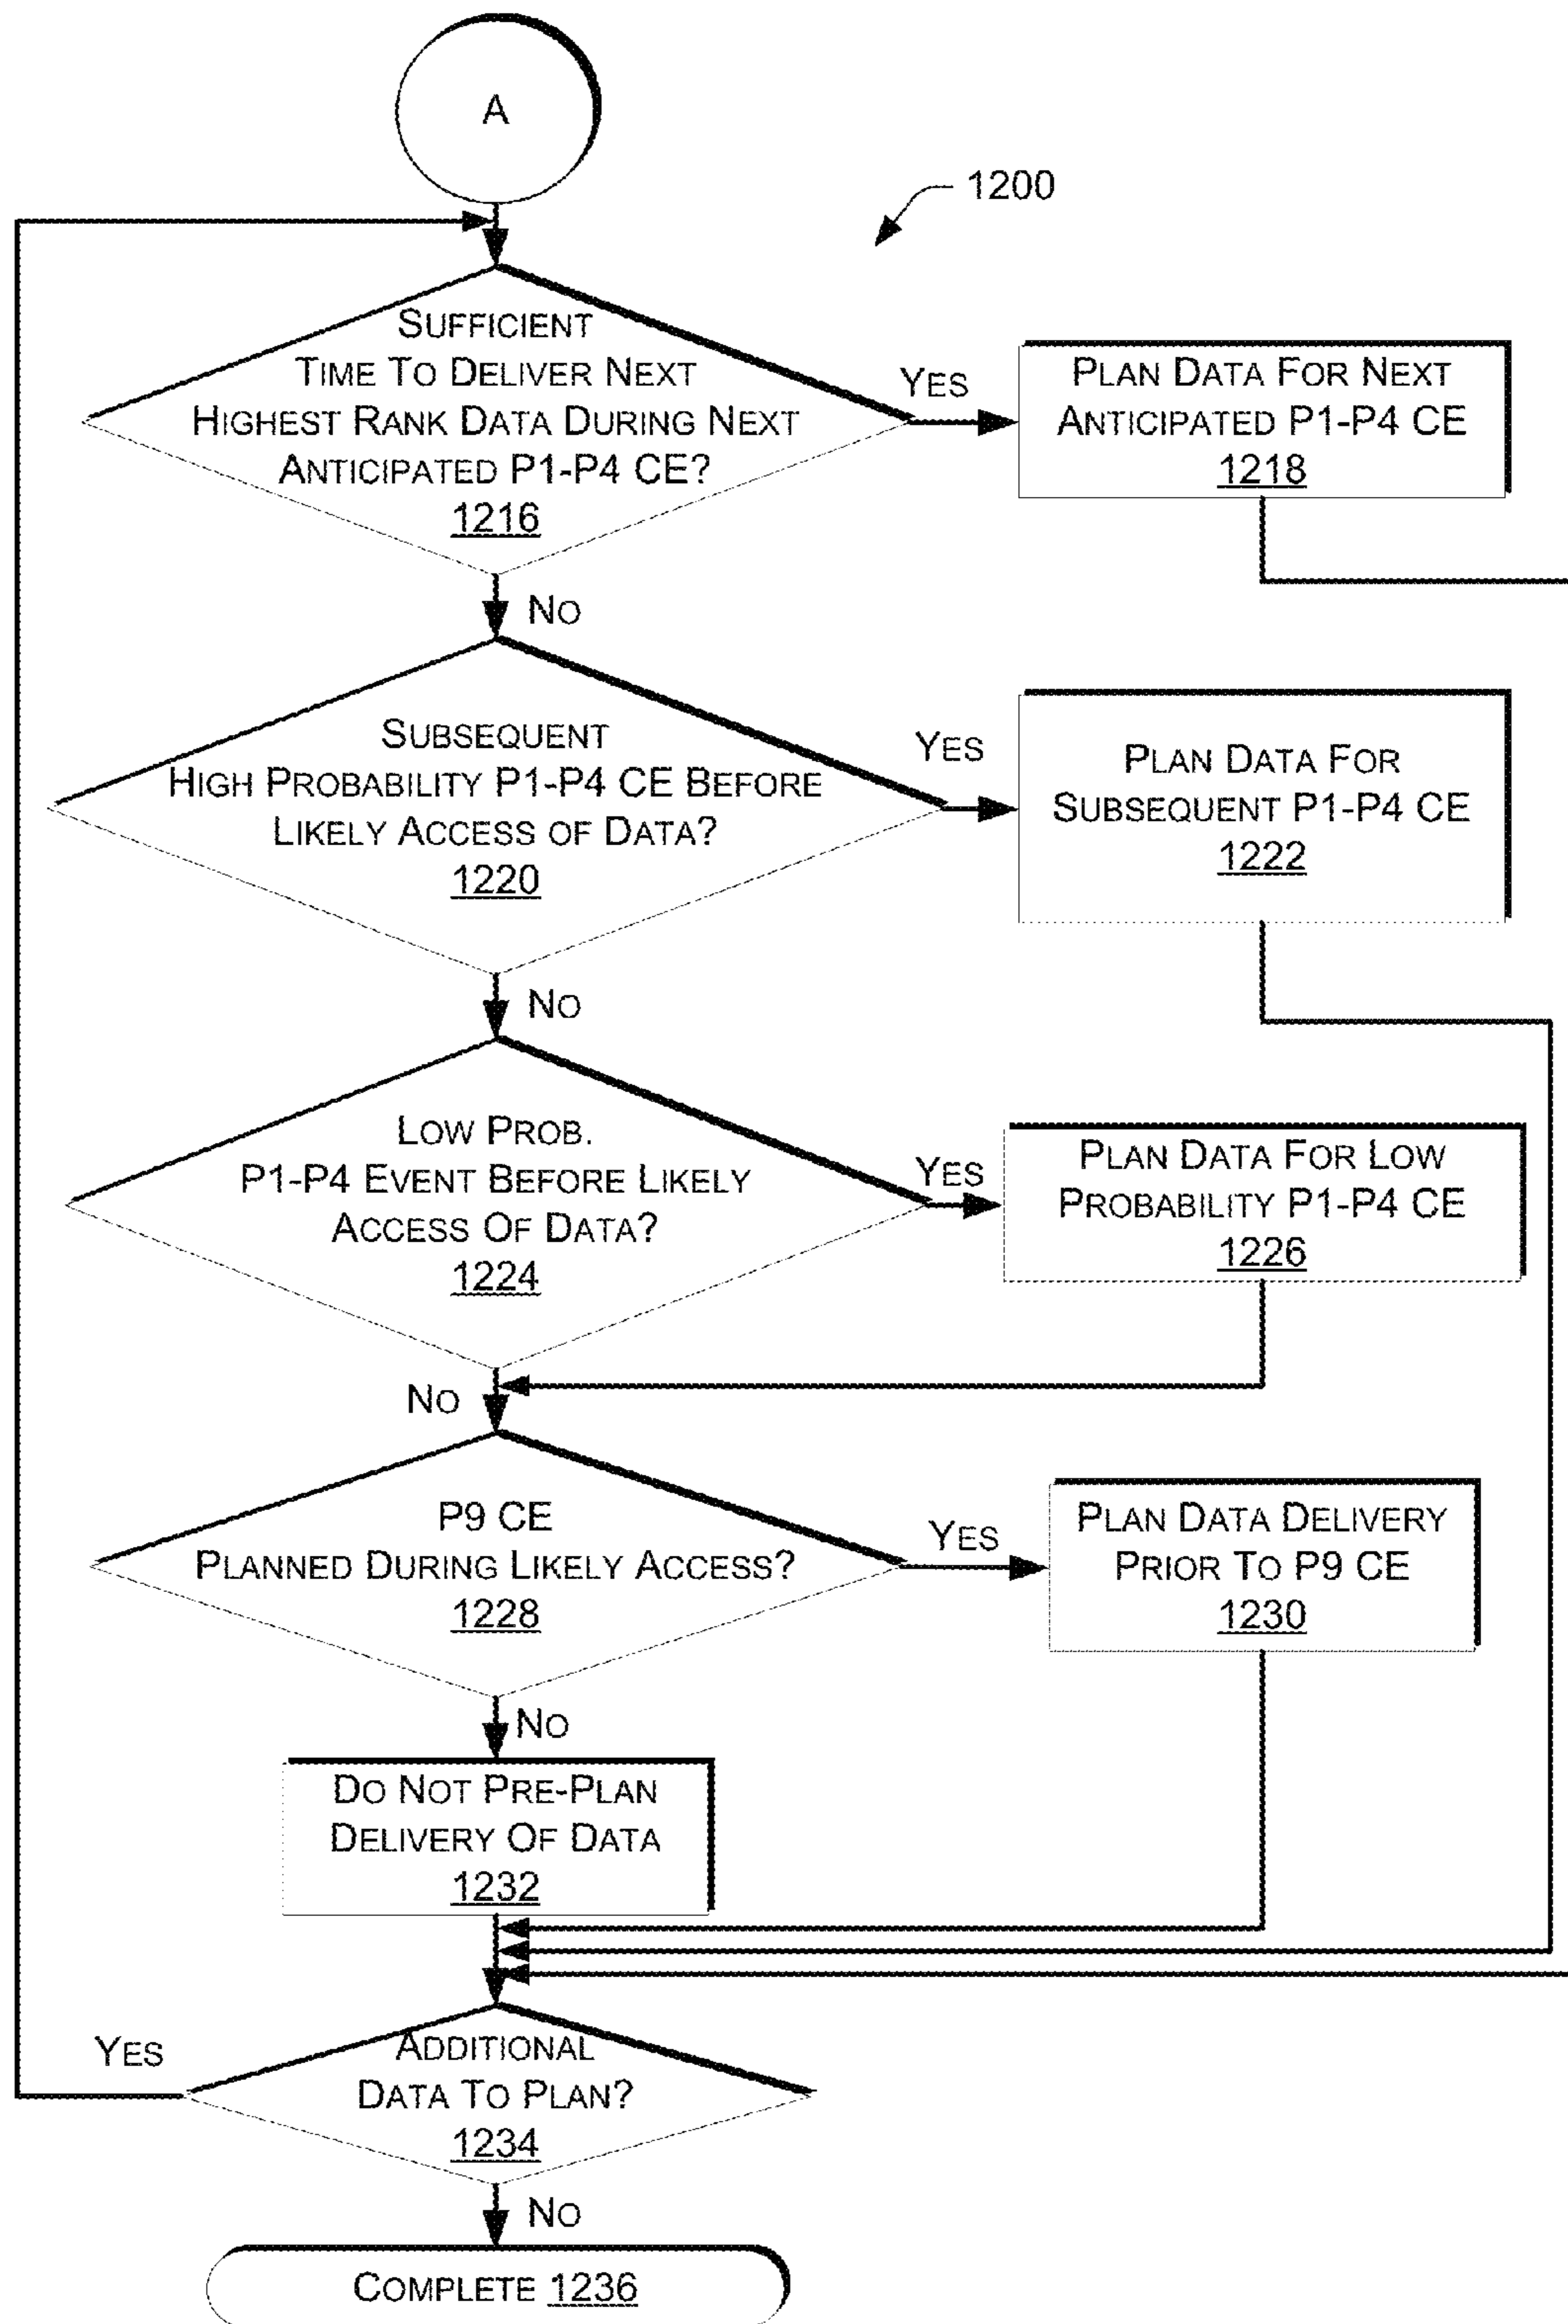 A
1200
SUFFICIENT
TIME TO DELIVER NEXT
HIGHEST RANK DATA DURING NEXT
ANTICIPATED P1-P4 CE?
1216
YES
PLAN DATA FOR NEXT
ANTICIPATED P1-P4 CE
1218
NO
SUBSEQUENT
HIGH PROBABILITY P1-P4 CE BEFORE
LIKELY ACCESS OF DATA?
1220
YES
PLAN DATA FOR
SUBSEQUENT P1-P4 CE
1222
NO
LOW PROB.
P1-P4 EVENT BEFORE LIKELY
ACCESS OF DATA?
1224
YES
PLAN DATA FOR LOW
PROBABILITY P1-P4 CE
1226
NO
P9 CE
PLANNED DURING LIKELY ACCESS?
1228
YES
PLAN DATA DELIVERY
PRIOR TO P9 CE
1230
NO
DO NOT PRE-PLAN
DELIVERY OF DATA
1232
YES
ADDITIONAL
DATA TO PLAN?
1234
NO
COMPLETE 1236